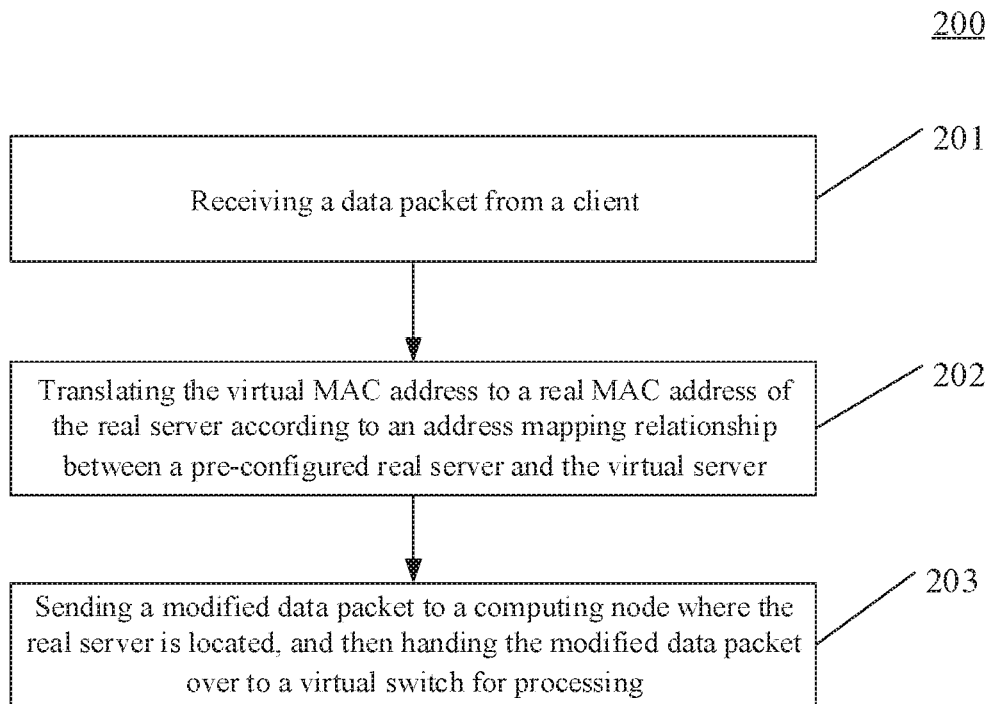 200
201
Receiving a data packet from a client
202
Translating the virtual MAC address to a real MAC address of
the real server according to an address mapping relationship
between a pre-configured real server and the virtual server
203
Sending a modified data packet to a computing node where the
real server is located, and then handing the modified data packet
over to a virtual switch for processing